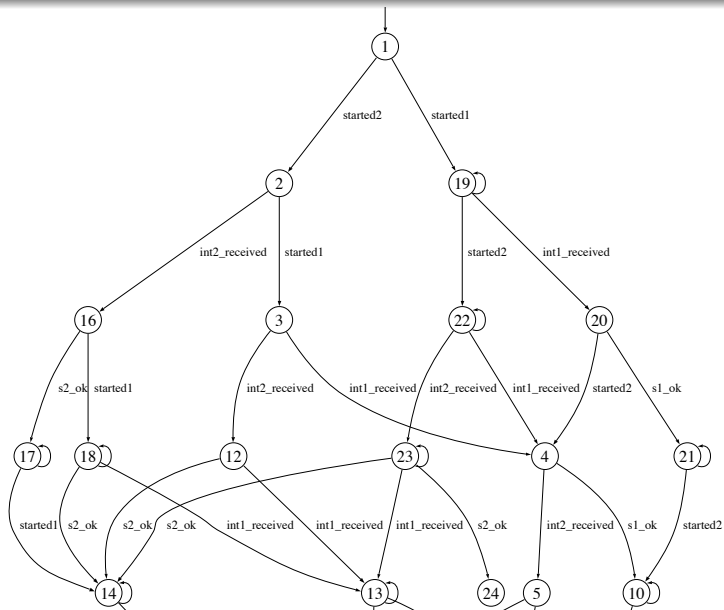 1
started2
started1
2
19
int2_received
started1
started2
int1_received
16
3
22
20
s2_ok
started1
int2_received
int1_received
int2_received
int1_received
started2
s1_ok
17
18
12
23
4
21
started1
s2_ok
s2_ok
s2_ok
int1_received
int1_received
int1_received
s2_ok
int2_received
s1_ok
started2
14
13
24
5
10